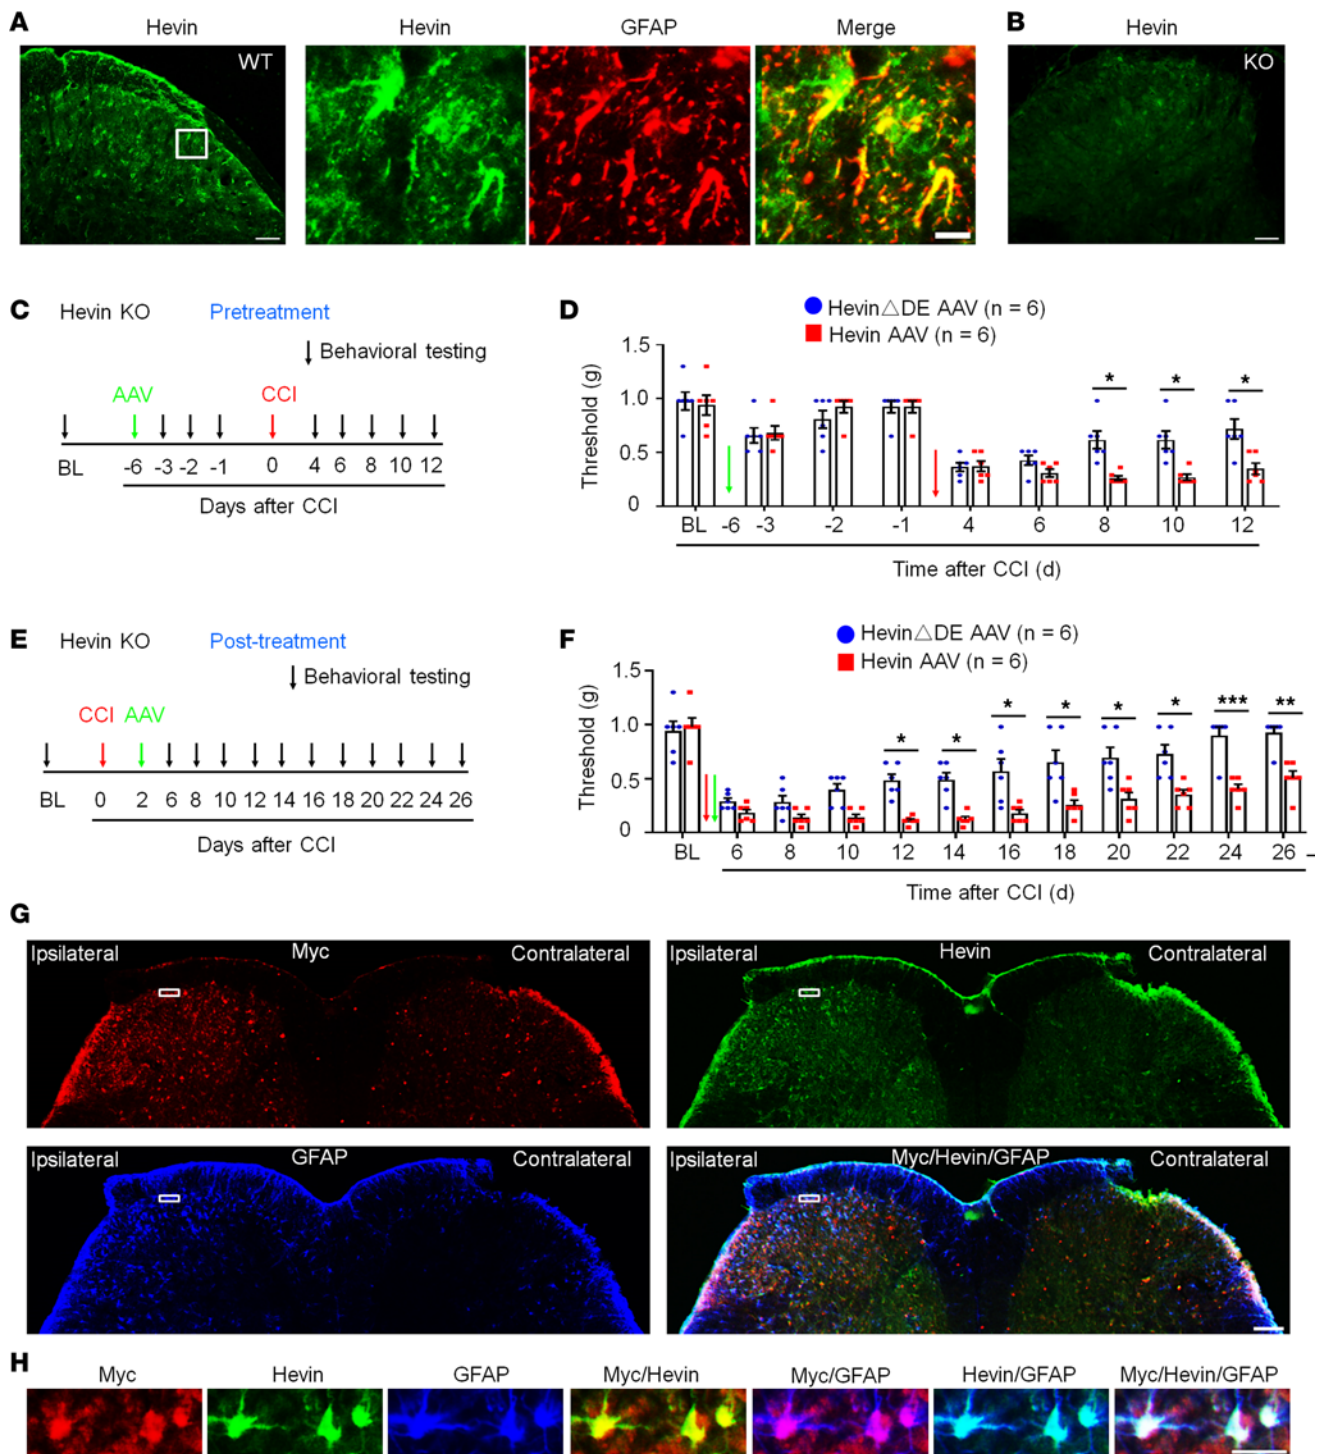 A
Hevin
Hevin
GFAP
Merge
B
Hevin
WT
KO
C
Hevin KO
Pretreatment
Behavioral testing
AAV
CCI
BL
-6
-3
-2
-1
0
4
6
8
10
12
Days after CCI
D
Hevin△DE AAV (n = 6)
Hevin AAV (n = 6)
Threshold (g)
1.5
1.0
0.5
0
*
*
*
BL
-6
-3
-2
-1
4
6
8
10
12
Time after CCI (d)
E
Hevin KO
Post-treatment
Behavioral testing
CCI
AAV
BL
0
2
6
8
10
12
14
16
18
20
22
24
26
Days after CCI
F
Hevin△DE AAV (n = 6)
Hevin AAV (n = 6)
Threshold (g)
1.5
1.0
0.5
0
*
*
*
*
*
*
***
**
BL
6
8
10
12
14
16
18
20
22
24
26
Time after CCI (d)
G
Ipsilateral
Myc
Contralateral
Ipsilateral
Hevin
Contralateral
Ipsilateral
GFAP
Contralateral
Ipsilateral
Myc/Hevin/GFAP
Contralateral
H
Myc
Hevin
GFAP
Myc/Hevin
Myc/GFAP
Hevin/GFAP
Myc/Hevin/GFAP